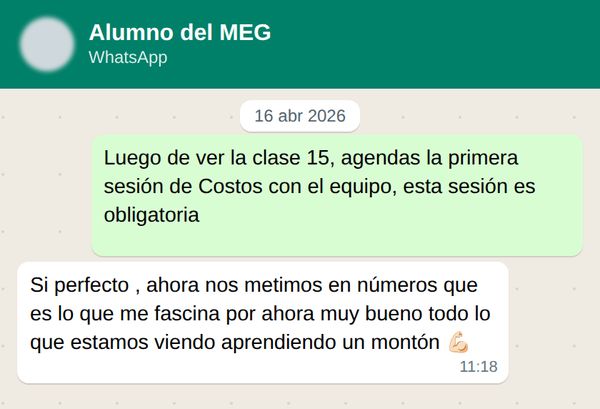 Alumno del MEG
WhatsApp
16 abr 2026
Luego de ver la clase 15, agendas la primera
sesión de Costos con el equipo, esta sesión es
obligatoria
Si perfecto , ahora nos metimos en números que
es lo que me fascina por ahora muy bueno todo lo
que estamos viendo aprendiendo un montón 💪🏻
11:18